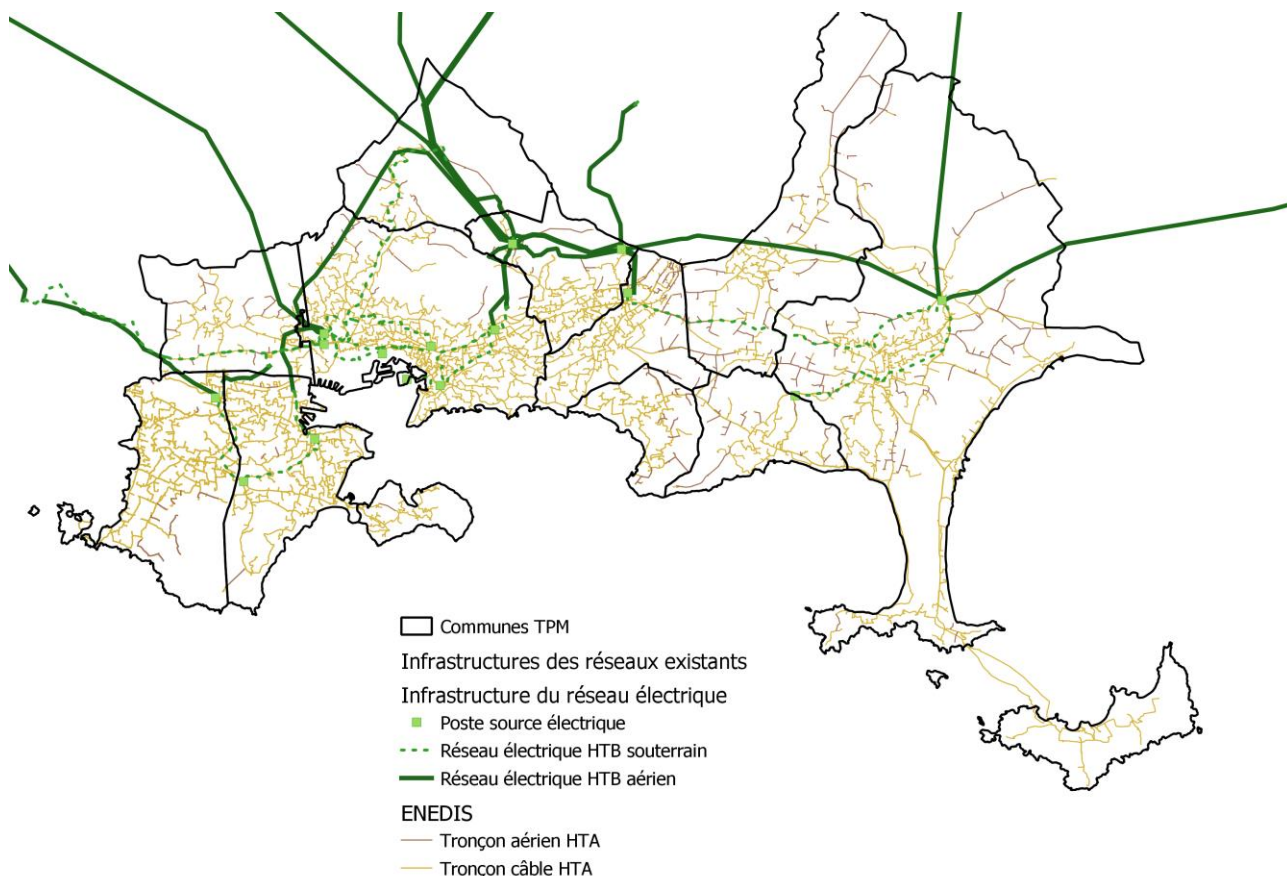 Communes TPM
Infrastructures des réseaux existants
Infrastructure du réseau électrique
Poste source électrique
Réseau électrique HTB souterrain
Réseau électrique HTB aérien
ENEDIS
Tronçon aérien HTA
Tronçon câble HTA